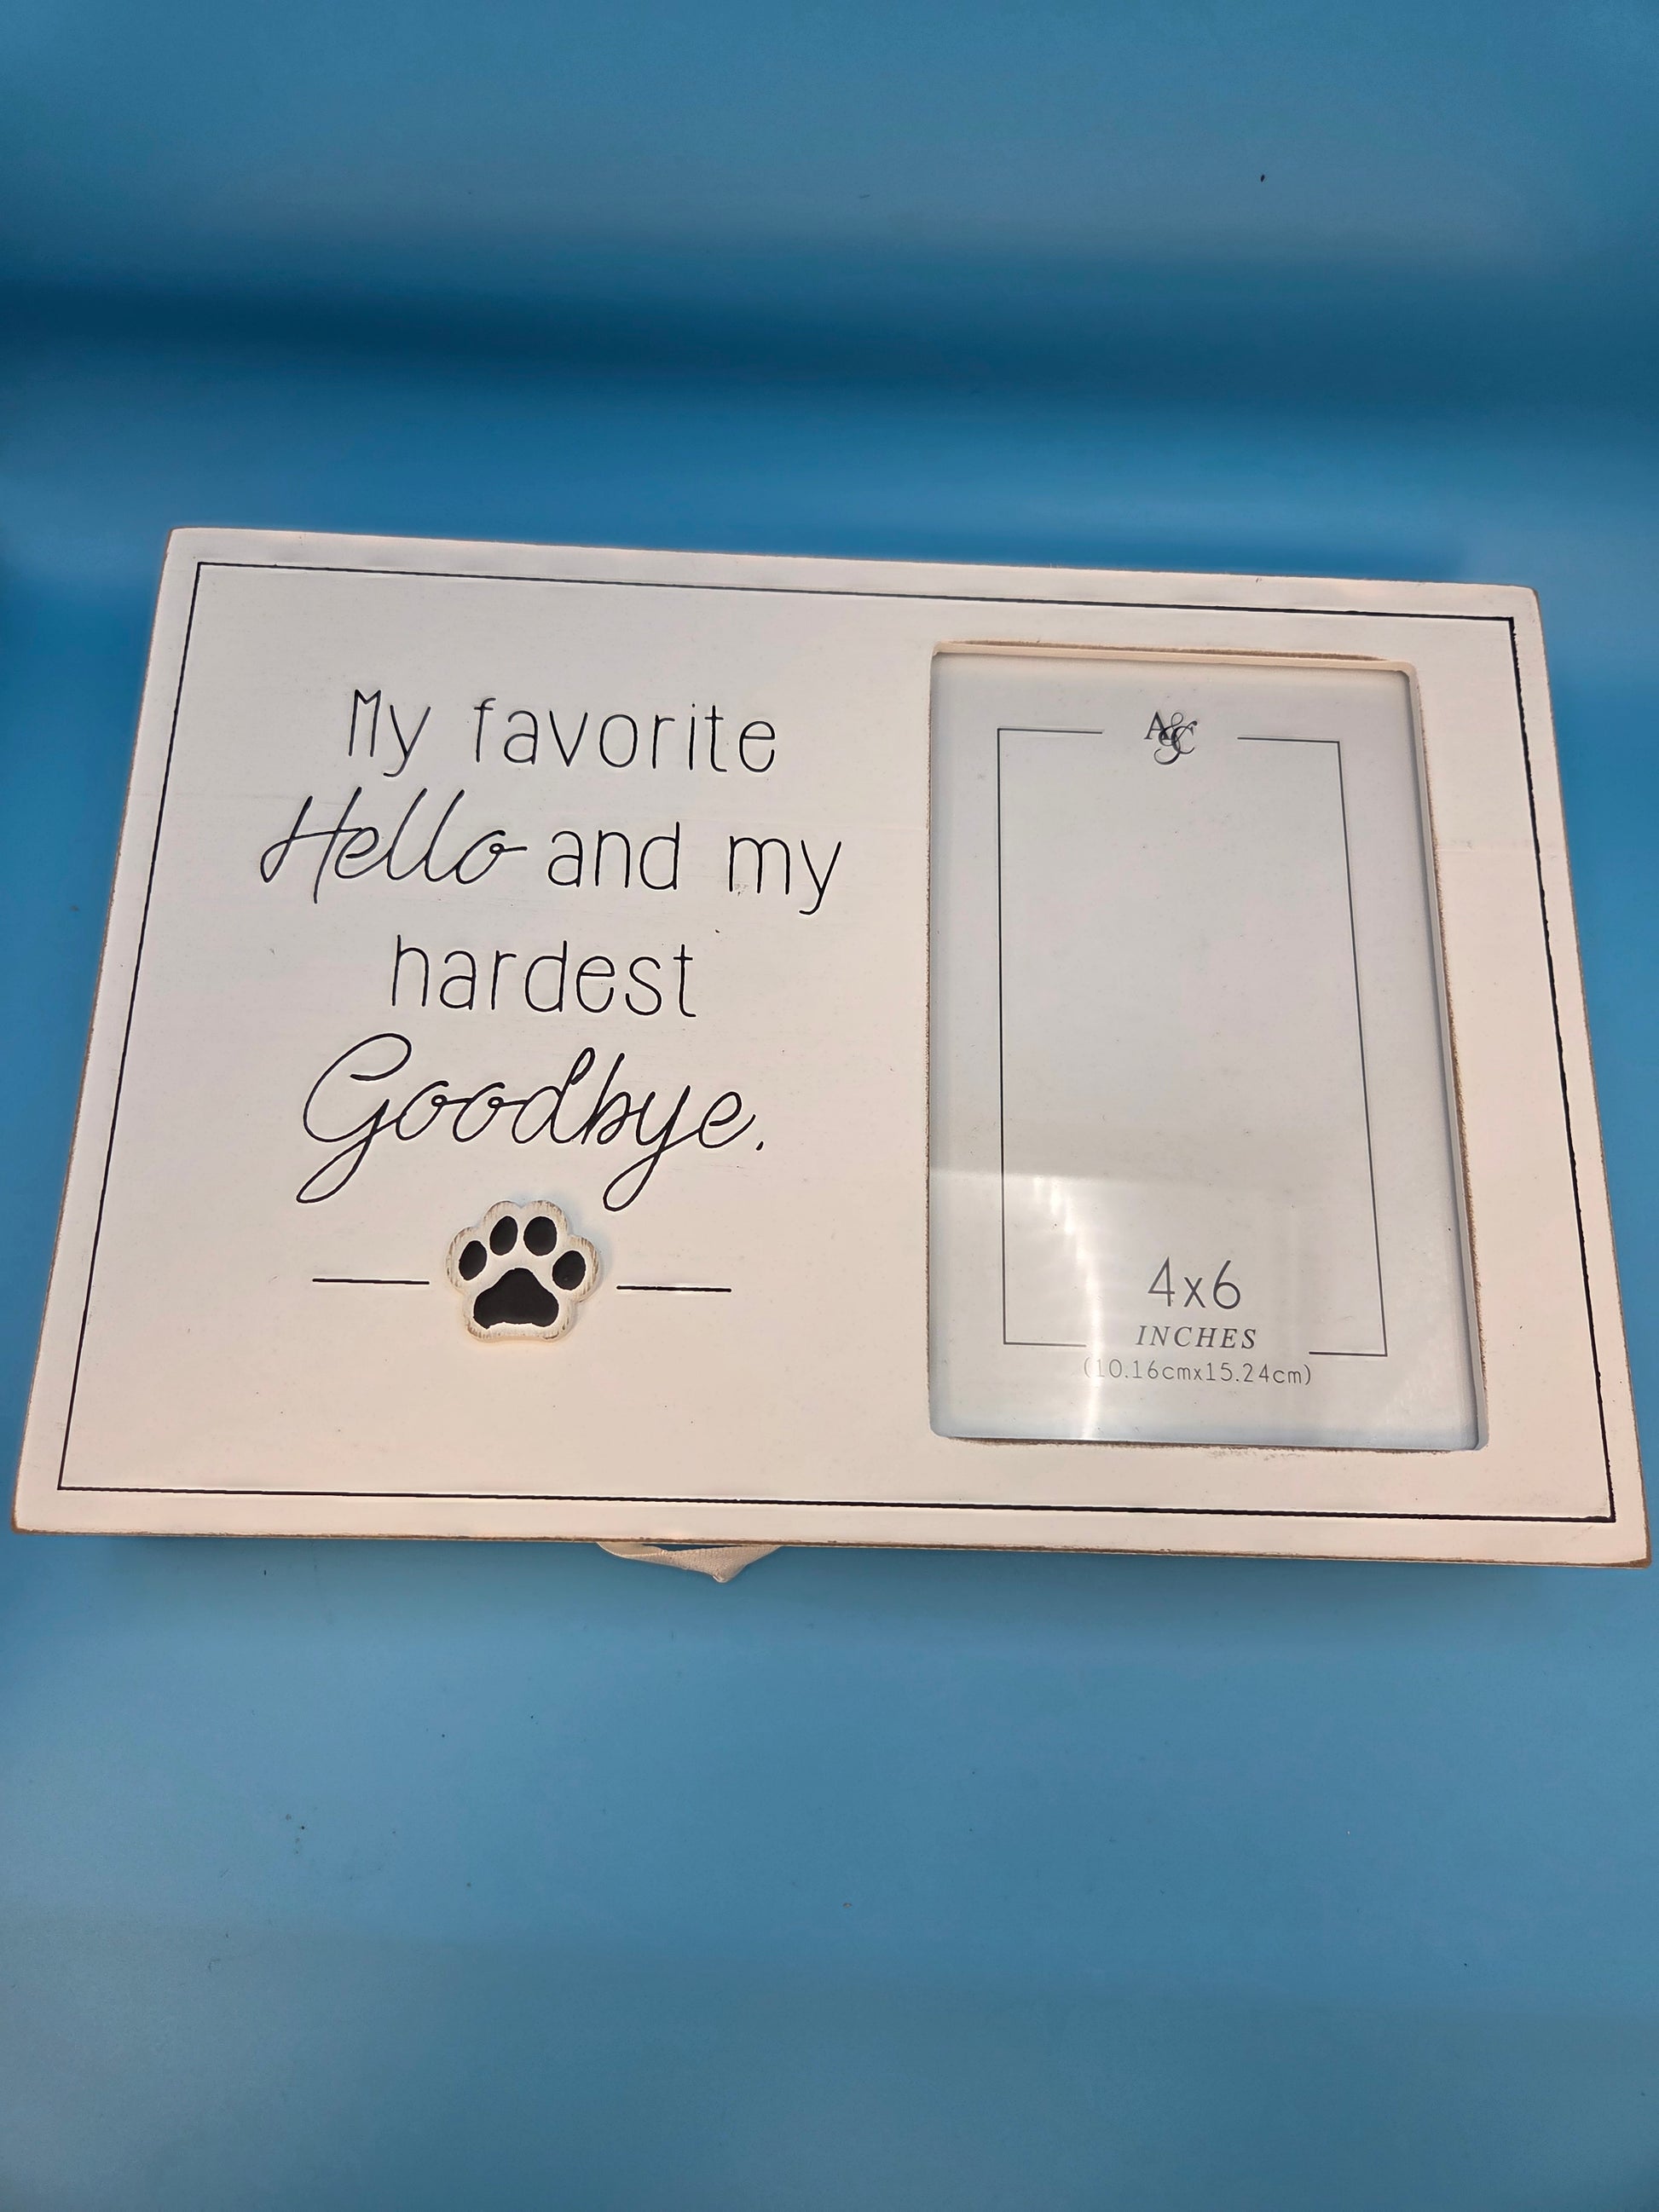 My favorite
Hello and my
hardest
Goodbye.
A&C
4x6
INCHES
(10.16cmx15.24cm)